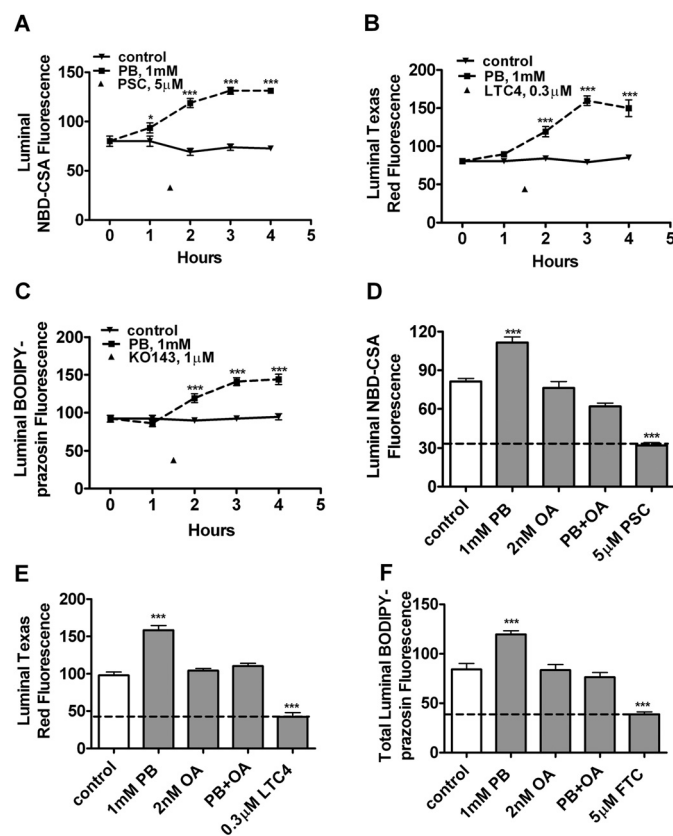 A
control
PB, 1mM
PSC, 5μM
Luminal
NBD-CSA Fluorescence
150
100
50
0
*
***
***
***
0 1 2 3 4 5
Hours
B
control
PB, 1mM
LTC4, 0.3μM
Luminal Texas
Red Fluorescence
200
150
100
50
0
***
***
***
0 1 2 3 4 5
Hours
C
control
PB, 1mM
KO143, 1μM
Luminal BODIPY-
prazosin Fluorescence
200
150
100
50
0
***
***
***
0 1 2 3 4 5
Hours
D
Luminal NBD-CSA
Fluorescence
120
90
60
30
0
***
***
control
1mM PB
2nM OA
PB+OA
5μM PSC
E
Luminal Texas
Red Fluorescence
200
150
100
50
0
***
***
control
1mM PB
2nM OA
PB+OA
0.3μM LTC4
F
Total Luminal BODIPY-
prazosin Fluorescence
150
100
50
0
***
***
control
1mM PB
2nM OA
PB+OA
5μM FTC